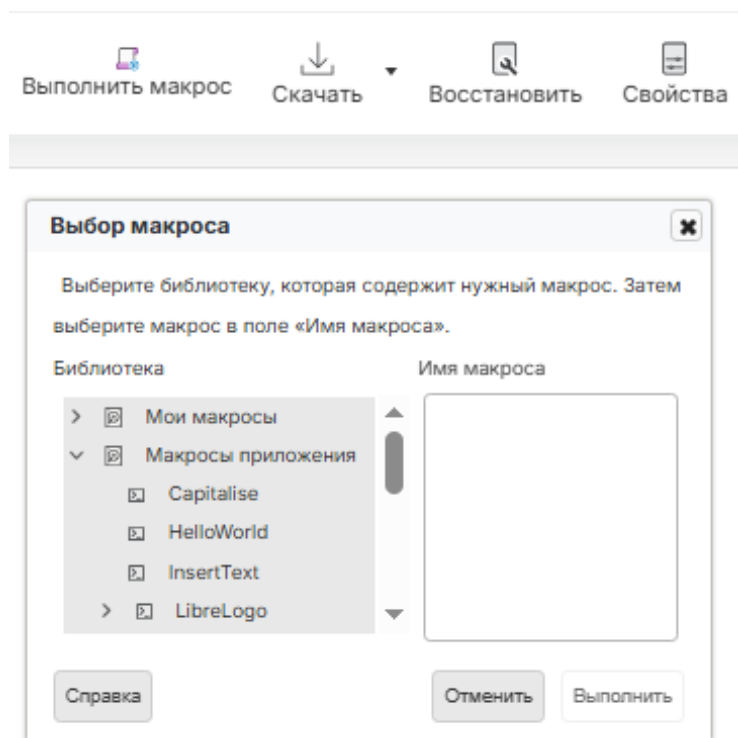 Выполнить макрос
Скачать
Восстановить
Свойства
Выбор макроса
Выберите библиотеку, которая содержит нужный макрос. Затем
выберите макрос в поле «Имя макроса».
Библиотека
Имя макроса
Мои макросы
Макросы приложения
Capitalise
HelloWorld
InsertText
LibreLogo
Справка
Отменить
Выполнить